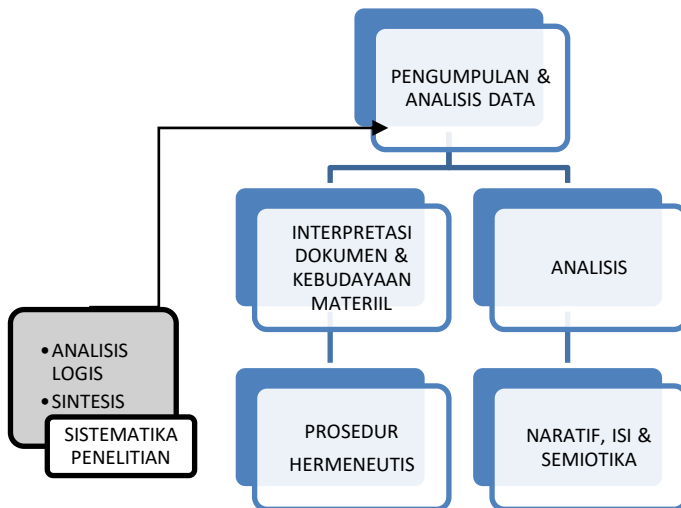 PENGUMPULAN &
ANALISIS DATA
INTERPRETASI
DOKUMEN &
KEBUDAYAAN
MATERIIL
ANALISIS
•ANALISIS
LOGIS
•SINTESIS
SISTEMATIKA
PENELITIAN
PROSEDUR
HERMENEUTIS
NARATIF, ISI &
SEMIOTIKA